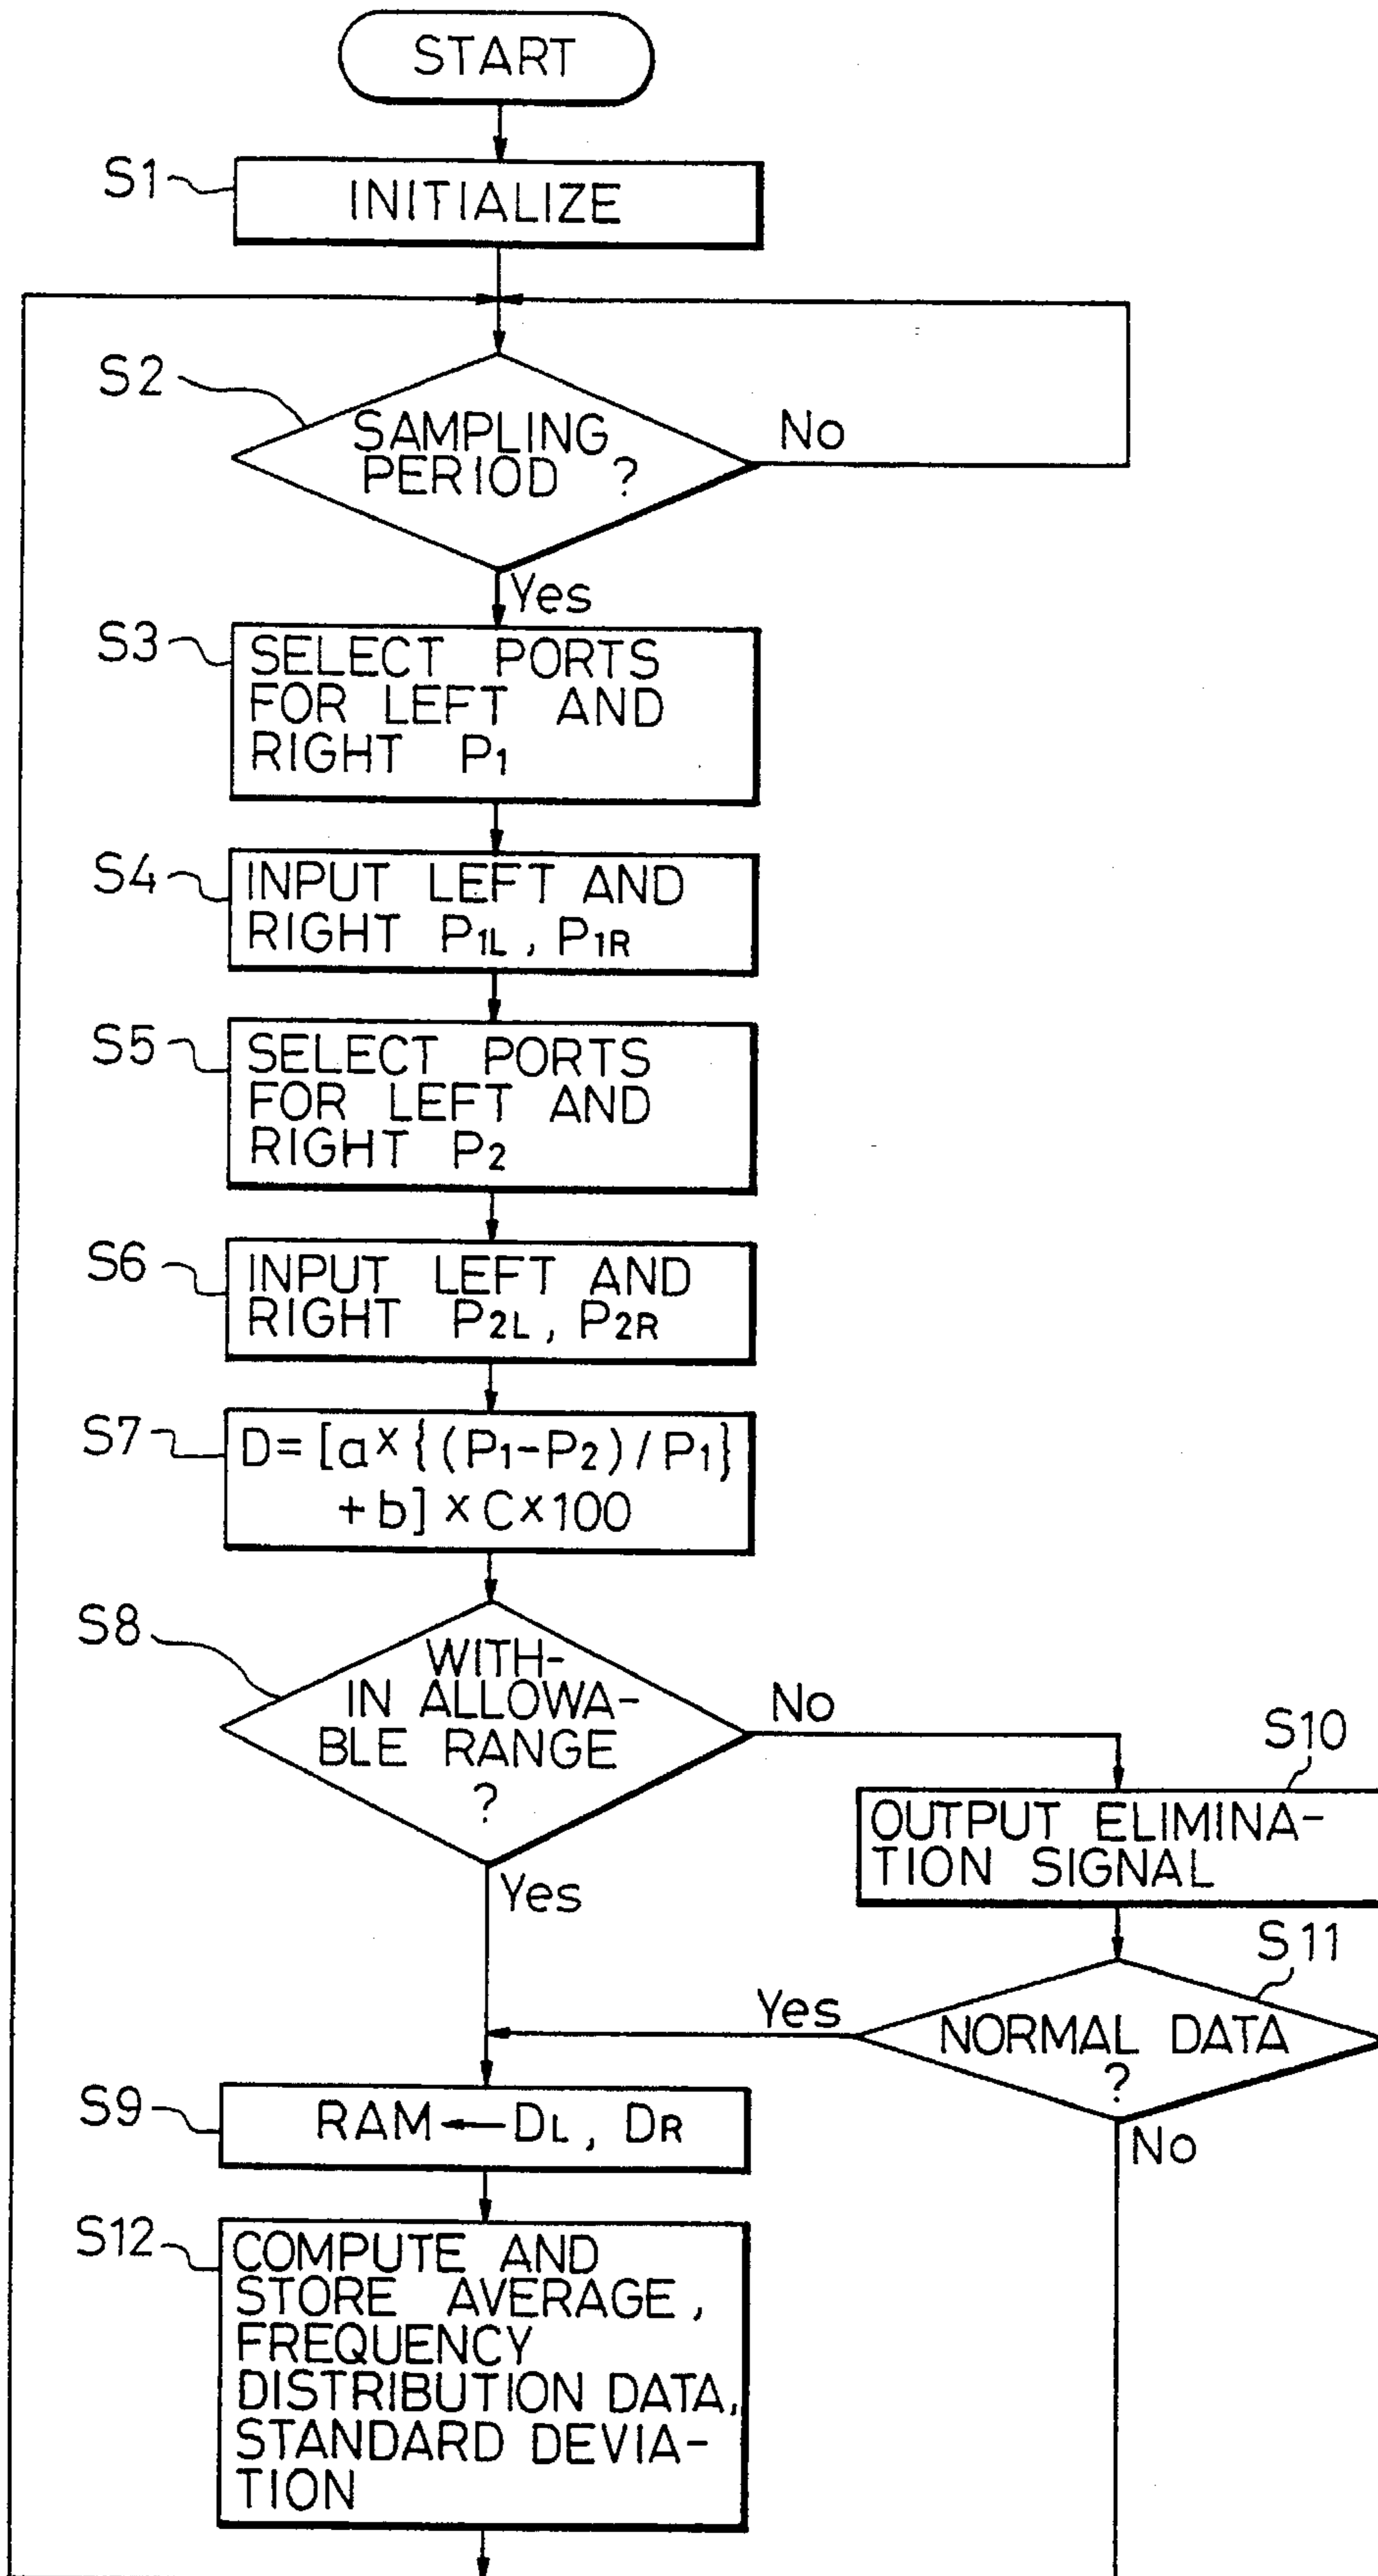 START
S1
INITIALIZE
S2
SAMPLING
PERIOD ?
No
Yes
S3
SELECT PORTS
FOR LEFT AND
RIGHT P1
S4
INPUT LEFT AND
RIGHT P1L, P1R
S5
SELECT PORTS
FOR LEFT AND
RIGHT P2
S6
INPUT LEFT AND
RIGHT P2L, P2R
S7
D=[a×{(P1-P2)/P1}
+b]×C×100
S8
WITH-
IN ALLOWA-
BLE RANGE
?
No
Yes
S10
OUTPUT ELIMINA-
TION SIGNAL
S11
NORMAL DATA
?
Yes
No
S9
RAM←DL, DR
S12
COMPUTE AND
STORE AVERAGE,
FREQUENCY
DISTRIBUTION DATA,
STANDARD DEVIA-
TION